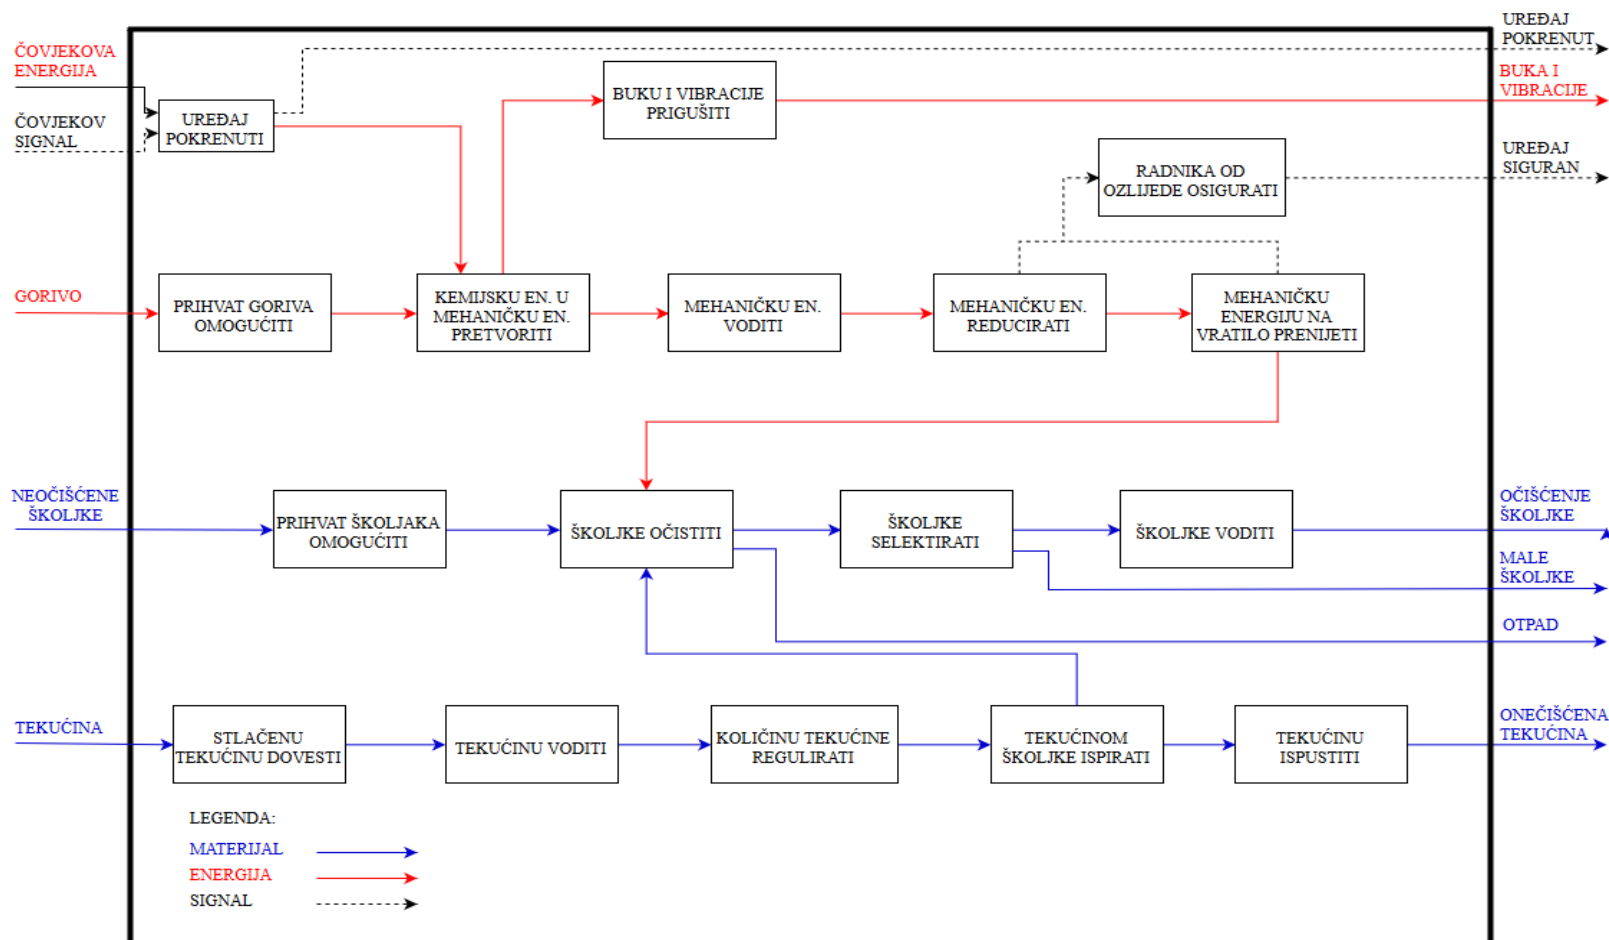 ČOVJEKOVA
ENERGIJA
ČOVJEKOV
SIGNAL
UREĐAJ
POKRENUTI
BUKU I VIBRACIJE
PRIGUŠITI
UREĐAJ
POKRENUT
BUKA I
VIBRACIJE
RADNIKA OD
OZLIJEDE OSIGURATI
UREĐAJ
SIGURAN
GORIVO
PRIHVAT GORIVA
OMOGUĆITI
KEMIJSKU EN. U
MEHANIČKU EN.
PRETVORITI
MEHANIČKU EN.
VODITI
MEHANIČKU EN.
REDUCIRATI
MEHANIČKU
ENERGIJU NA
VRATILO PRENIJETI
NEOČIŠĆENE
ŠKOLJKE
PRIHVAT ŠKOLJAKA
OMOGUĆITI
ŠKOLJKE OČISTITI
ŠKOLJKE
SELEKTIRATI
ŠKOLJKE VODITI
OČIŠĆENJE
ŠKOLJKE
MALE
ŠKOLJKE
OTPAD
TEKUĆINA
STLAČENU
TEKUĆINU DOVESTI
TEKUĆINU VODITI
KOLIČINU TEKUĆINE
REGULIRATI
TEKUĆINOM
ŠKOLJKE ISPIRATI
TEKUĆINU
ISPUSTITI
ONEČIŠĆENA
TEKUĆINA
LEGENDA:
MATERIJAL
ENERGIJA
SIGNAL